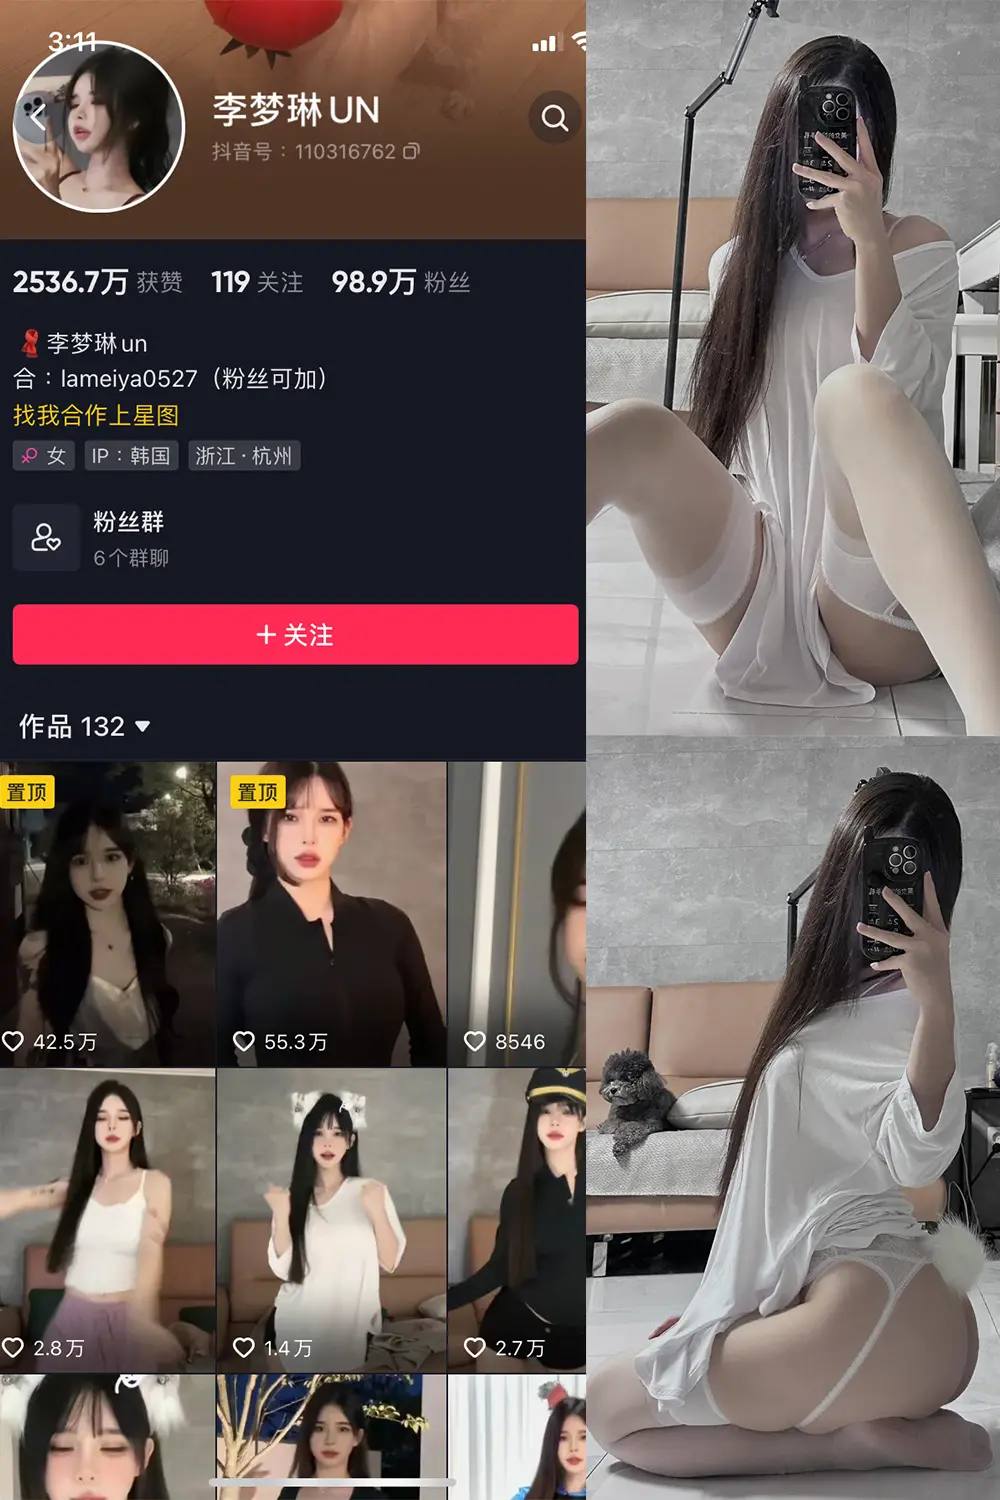 3:11
李梦琳UN
抖音号：110316762
2536.7万 获赞 119 关注 98.9万 粉丝
李梦琳un
合：lameiya0527（粉丝可加）
找我合作上星图
女 IP：韩国 浙江·杭州
粉丝群
6个群聊
+ 关注
作品 132
置顶
置顶
42.5万
55.3万
8546
2.8万
1.4万
2.7万